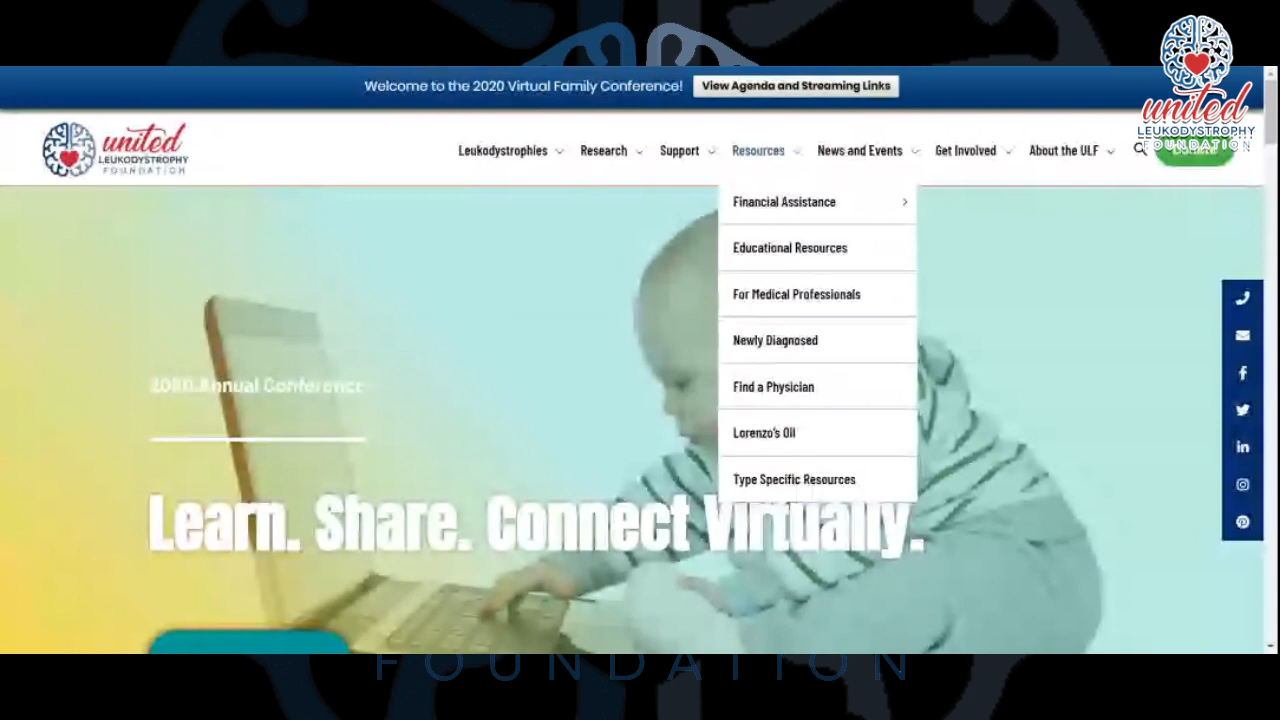 Welcome to the 2020 Virtual Family Conference! View Agenda and Streaming Links
united
LEUKODYSTROPHY
FOUNDATION
united
LEUKODYSTROPHY
FOUNDATION
Leukodystrophies Research Support Resources News and Events Get Involved About the ULF
Financial Assistance
Educational Resources
For Medical Professionals
Newly Diagnosed
Find a Physician
Lorenzo's Oil
Type Specific Resources
2020 Annual Conference
Learn. Share. Connect Virtually.
FOUNDATION